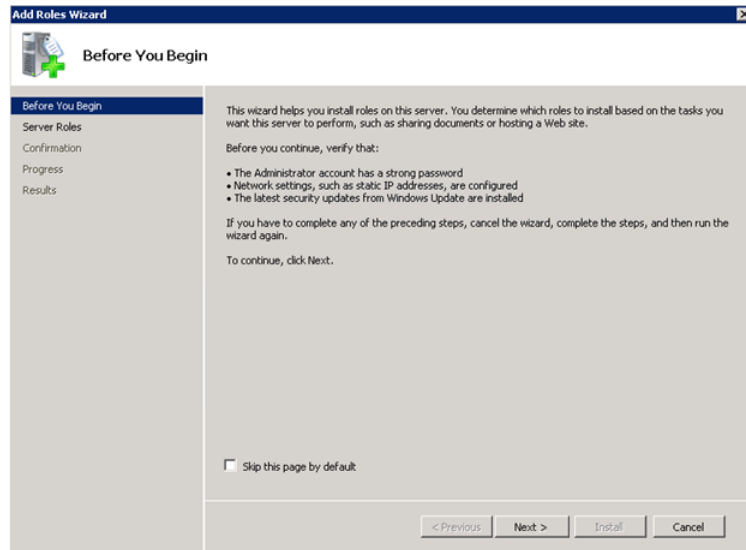 Add Roles Wizard
Before You Begin
Before You Begin
Server Roles
Confirmation
Progress
Results
This wizard helps you install roles on this server. You determine which roles to install based on the tasks you
want this server to perform, such as sharing documents or hosting a Web site.
Before you continue, verify that:
• The Administrator account has a strong password
• Network settings, such as static IP addresses, are configured
• The latest security updates from Windows Update are installed
If you have to complete any of the preceding steps, cancel the wizard, complete the steps, and then run the
wizard again.
To continue, click Next.
Skip this page by default
< Previous
Next >
Install
Cancel